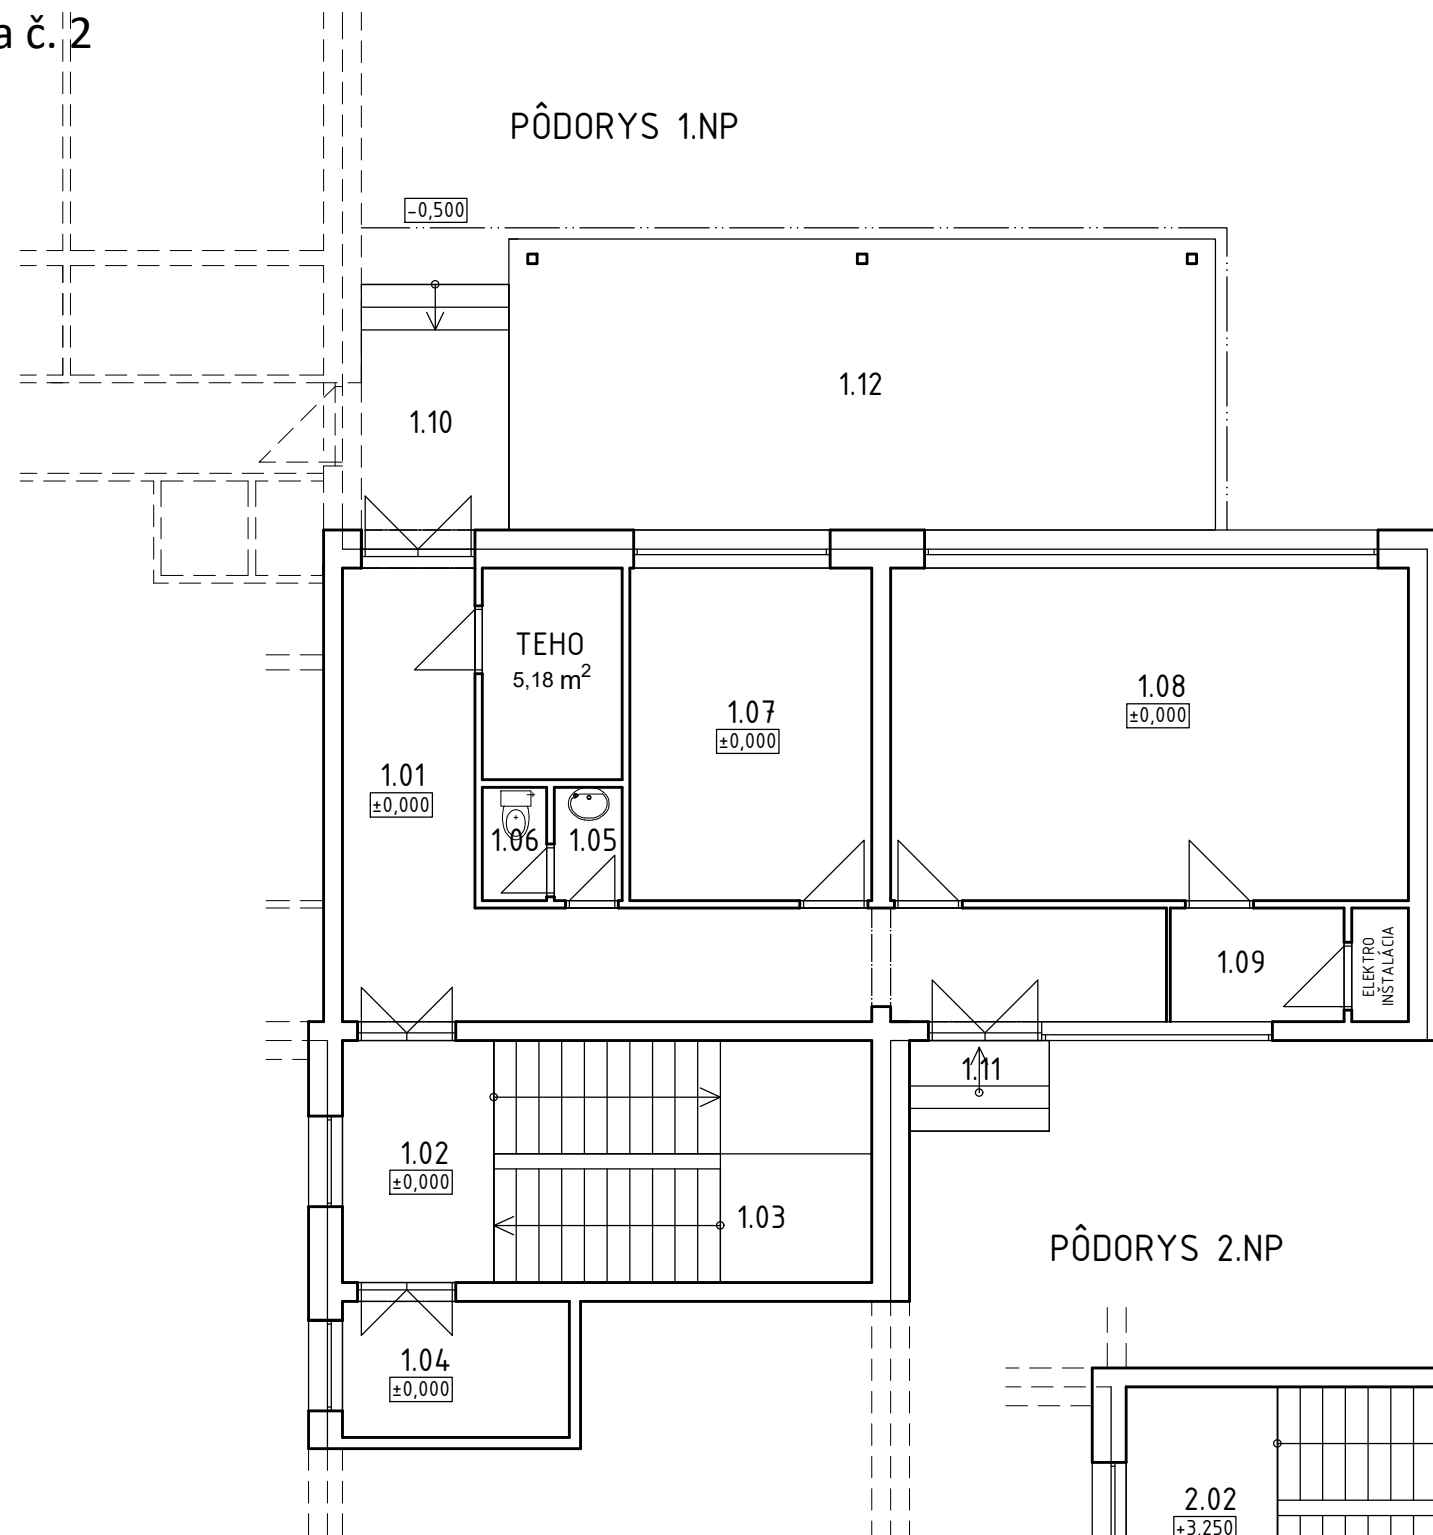 a č. 2
PÔDORYS 1.NP
-0,500
1.12
1.10
TEHO
5,18 m²
1.08
±0,000
1.07
±0,000
1.01
±0,000
1.06
1.05
1.09
ELEKTRO
INŠTALÁCIA
1.11
1.02
±0,000
1.03
PÔDORYS 2.NP
1.04
±0,000
2.02
+3,250